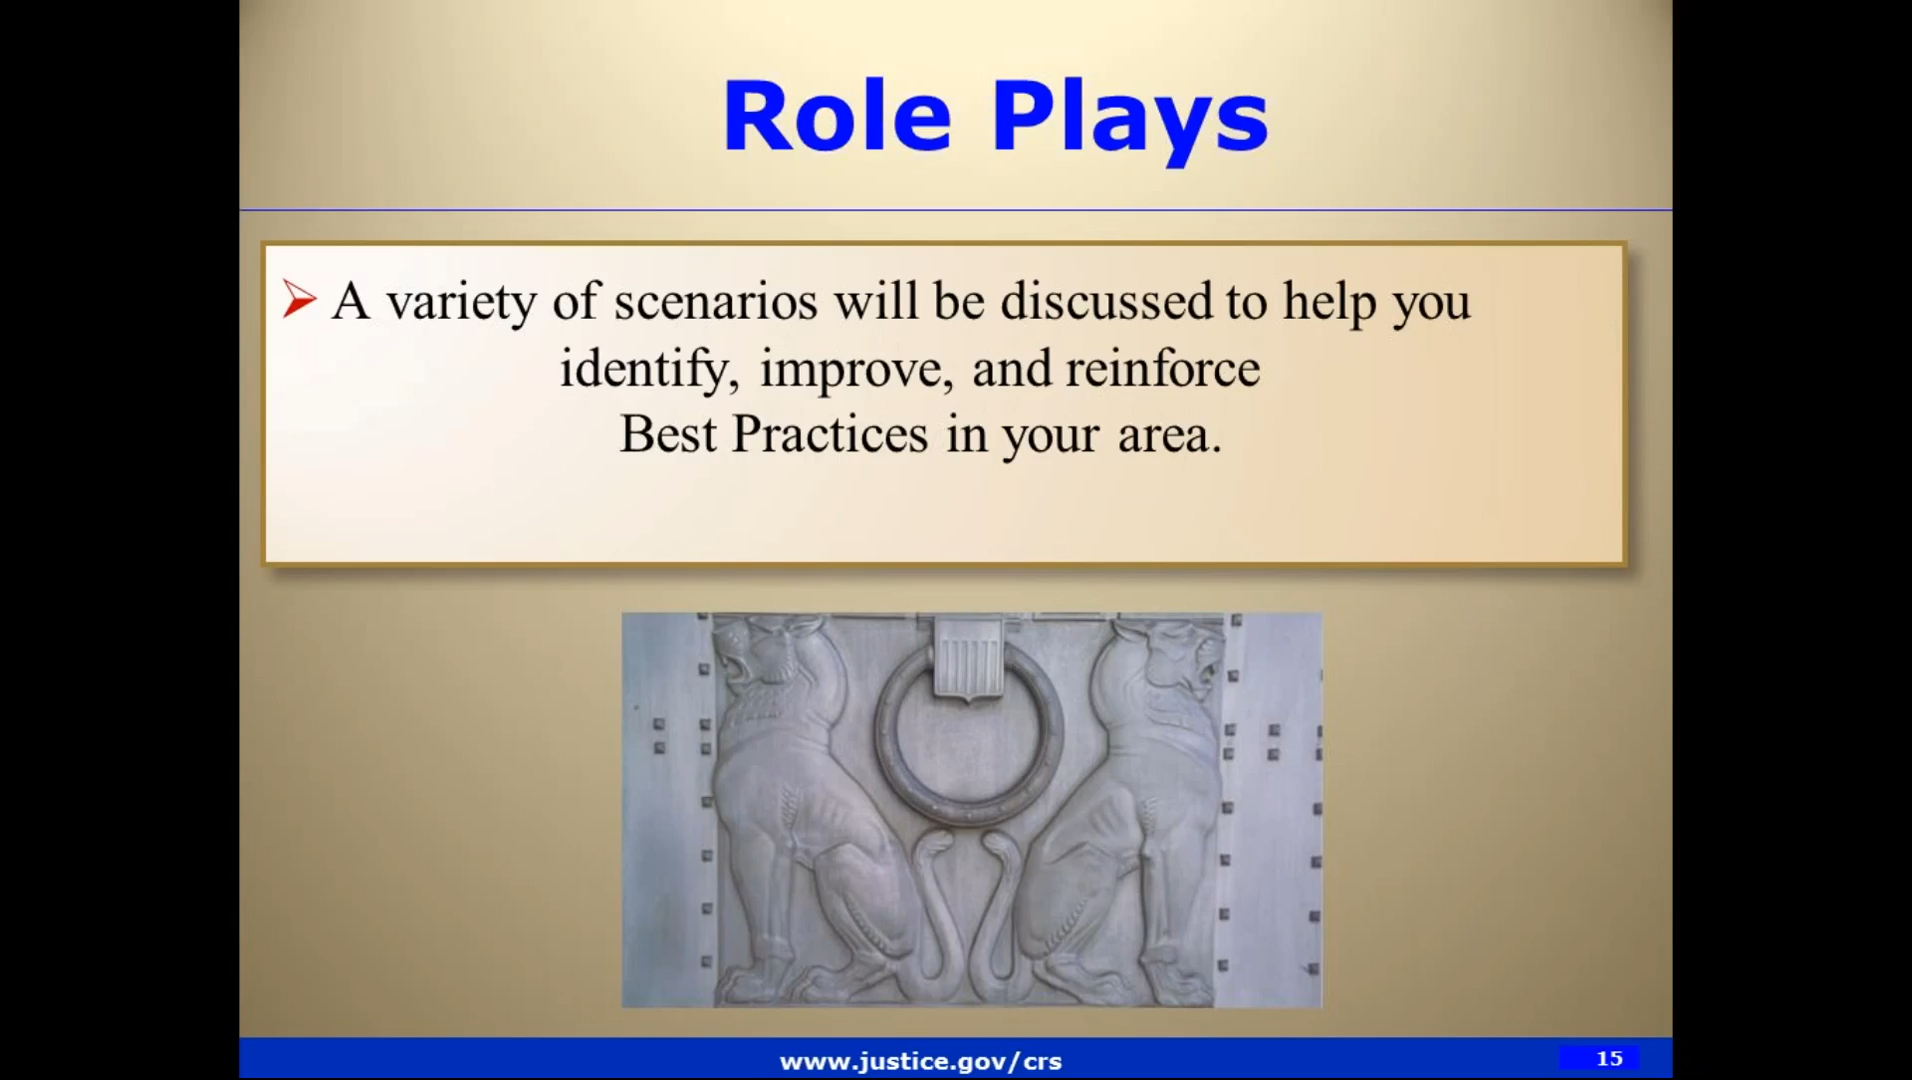 Role Plays
A variety of scenarios will be discussed to help you
identify, improve, and reinforce
Best Practices in your area.
www.justice.gov/crs
15